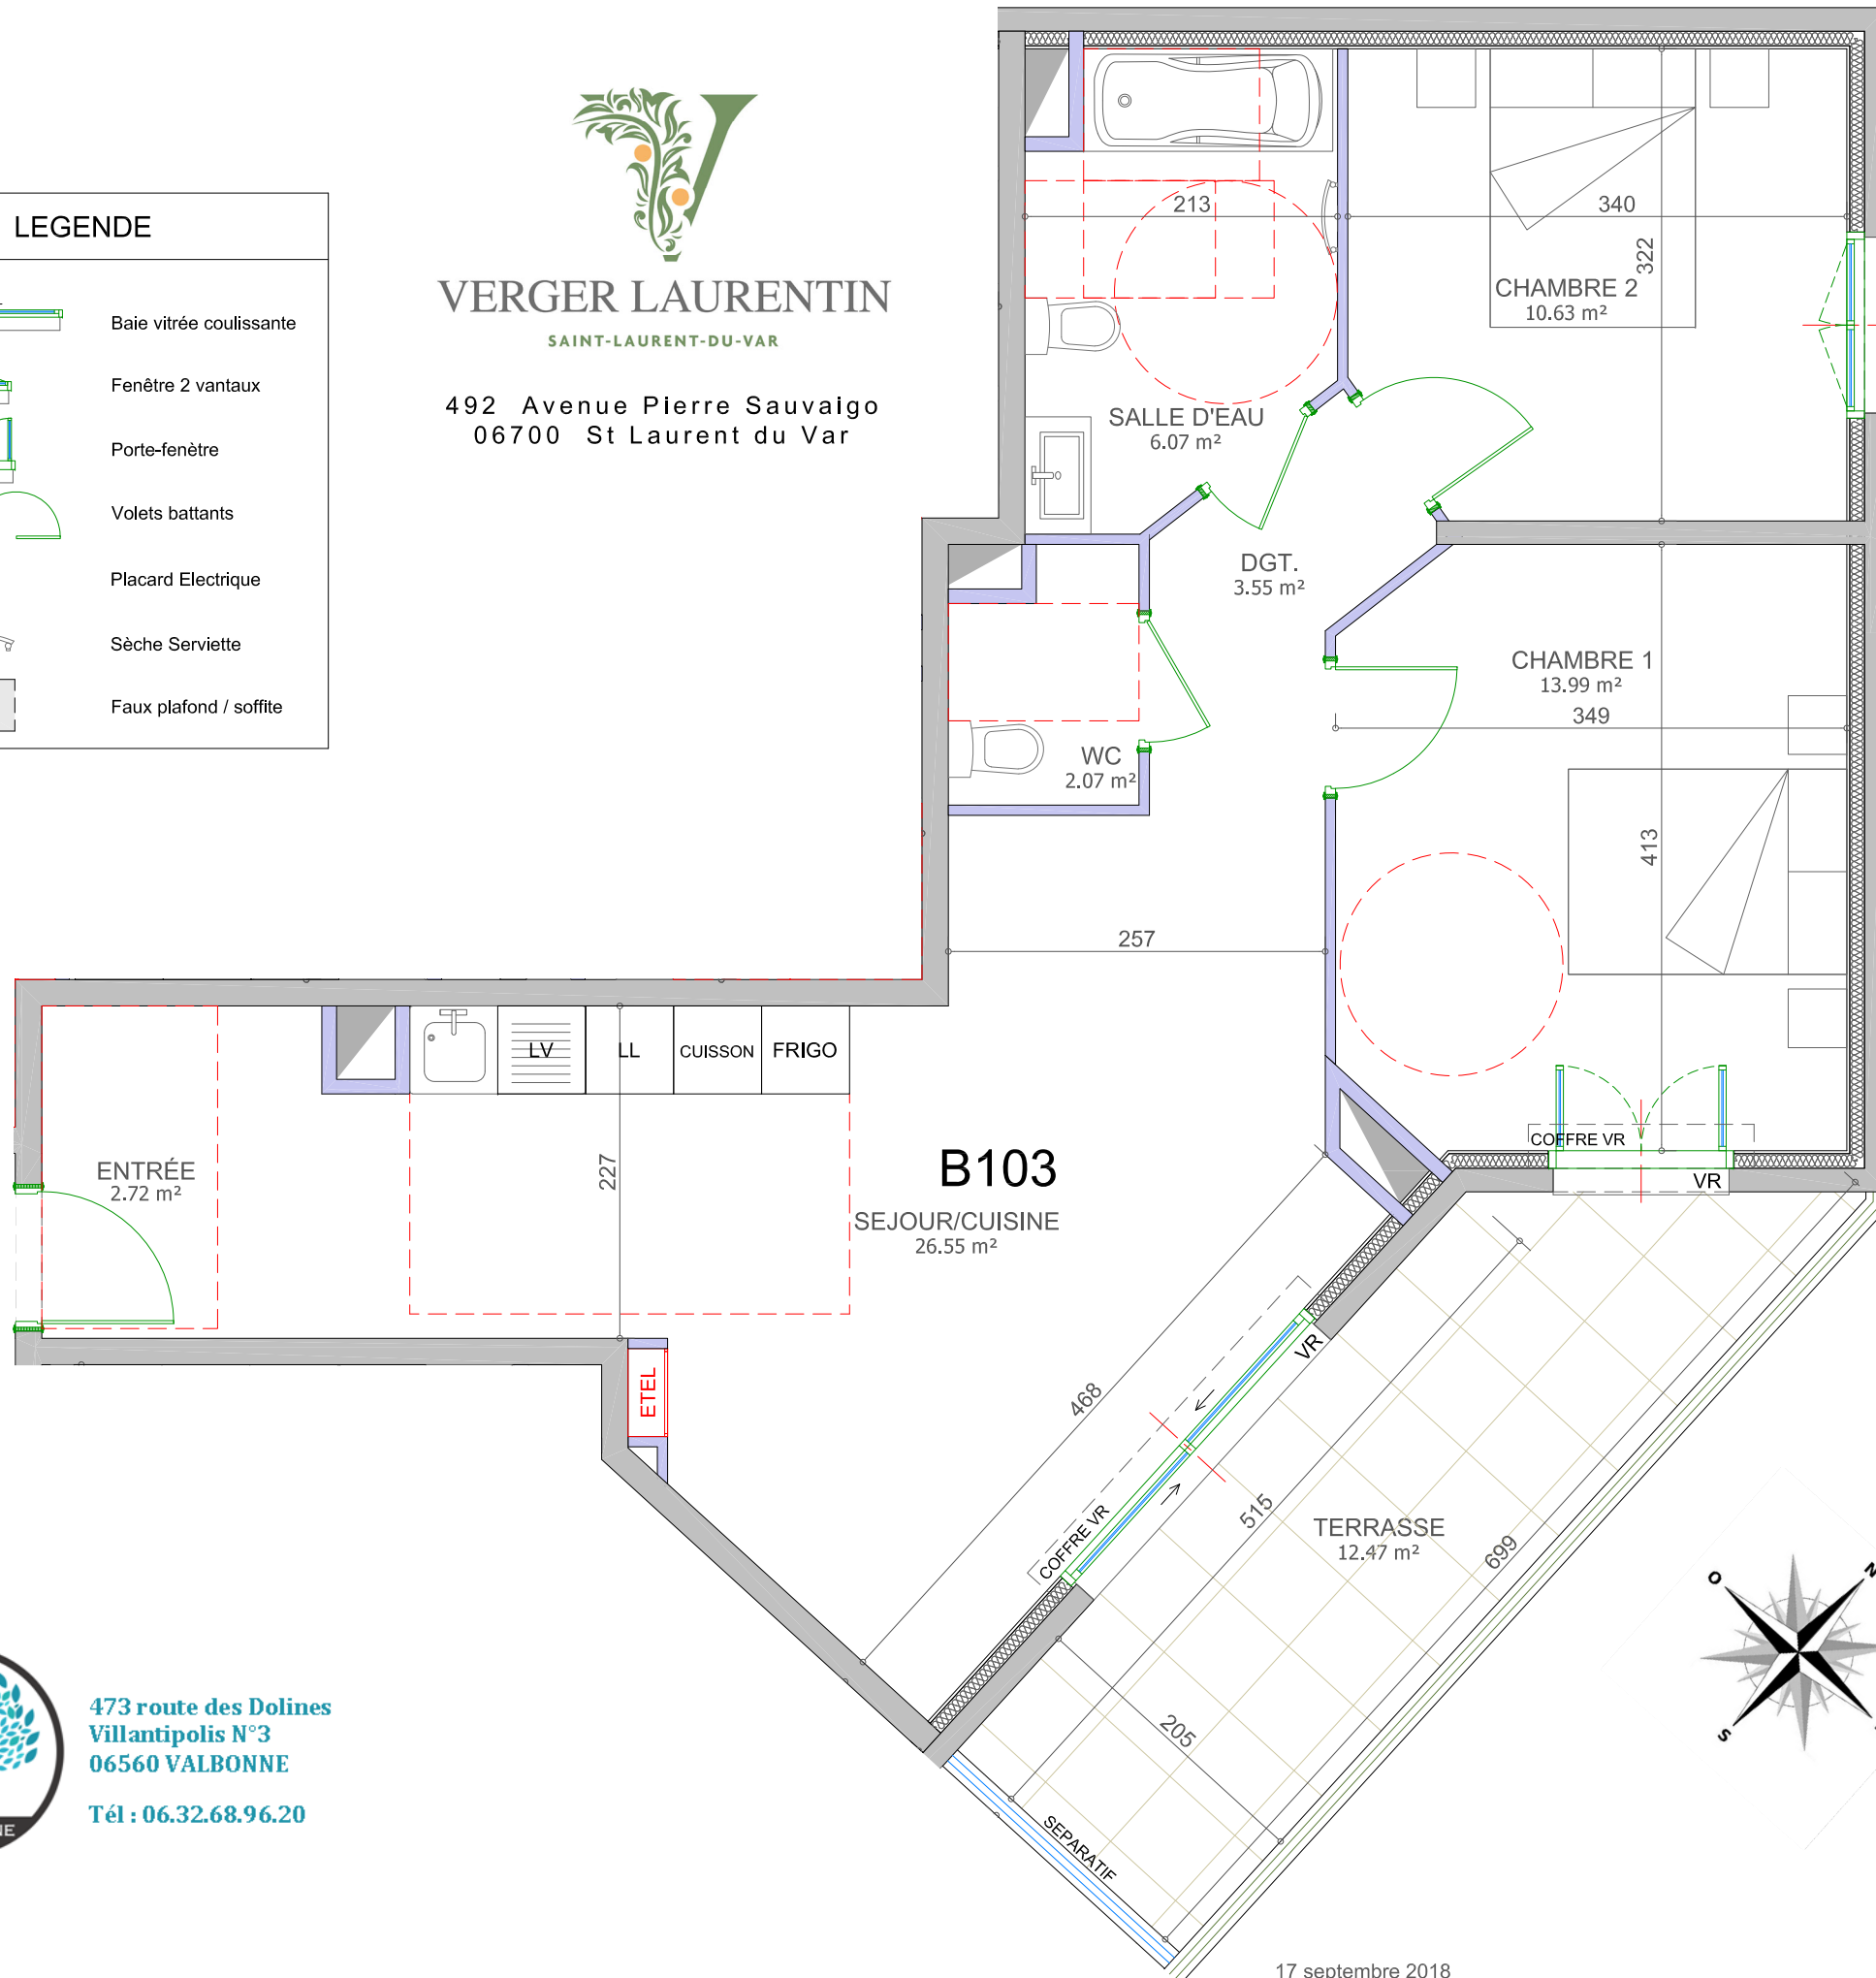 LEGENDE
Baie vitrée coulissante
Fenêtre 2 vantaux
Porte-fenètre
Volets battants
Placard Electrique
Sèche Serviette
Faux plafond / soffite
VERGER LAURENTIN
SAINT-LAURENT-DU-VAR
492 Avenue Pierre Sauvaigo
06700 St Laurent du Var
213
340
322
CHAMBRE 2
10.63 m²
SALLE D'EAU
6.07 m²
DGT.
3.55 m²
CHAMBRE 1
13.99 m²
349
WC
2.07 m²
413
257
LV
LL
CUISSON
FRIGO
ENTRÉE
2.72 m²
227
B103
SEJOUR/CUISINE
26.55 m²
COFFRE VR
VR
ETEL
468
VR
COFFRE VR
515
TERRASSE
12.47 m²
699
205
SEPARATIF
O
N
S
473 route des Dolines
Villantipolis N°3
06560 VALBONNE
Tél : 06.32.68.96.20
NE
17 septembre 2018